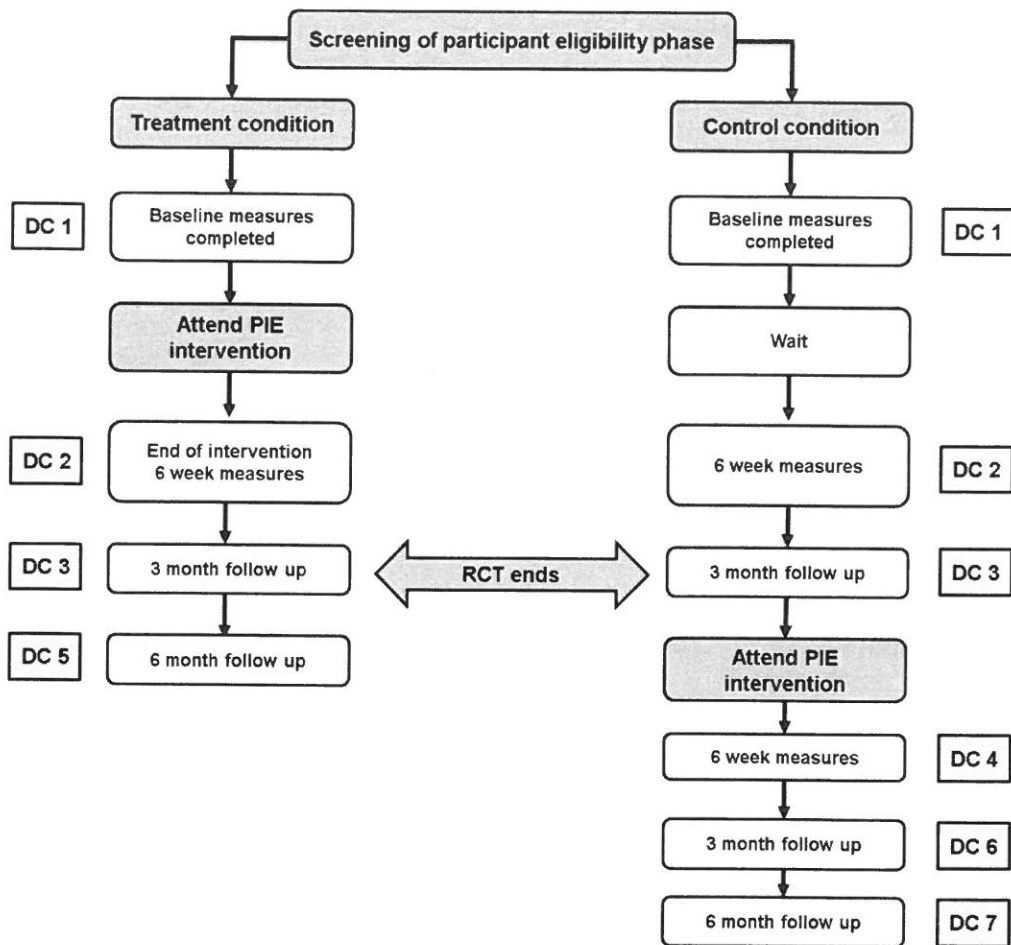 Screening of participant eligibility phase
Treatment condition
Control condition
DC 1
Baseline measures
completed
Baseline measures
completed
DC 1
Attend PIE
intervention
Wait
DC 2
End of intervention
6 week measures
6 week measures
DC 2
DC 3
3 month follow up
RCT ends
3 month follow up
DC 3
DC 5
6 month follow up
Attend PIE
intervention
6 week measures
DC 4
3 month follow up
DC 6
6 month follow up
DC 7